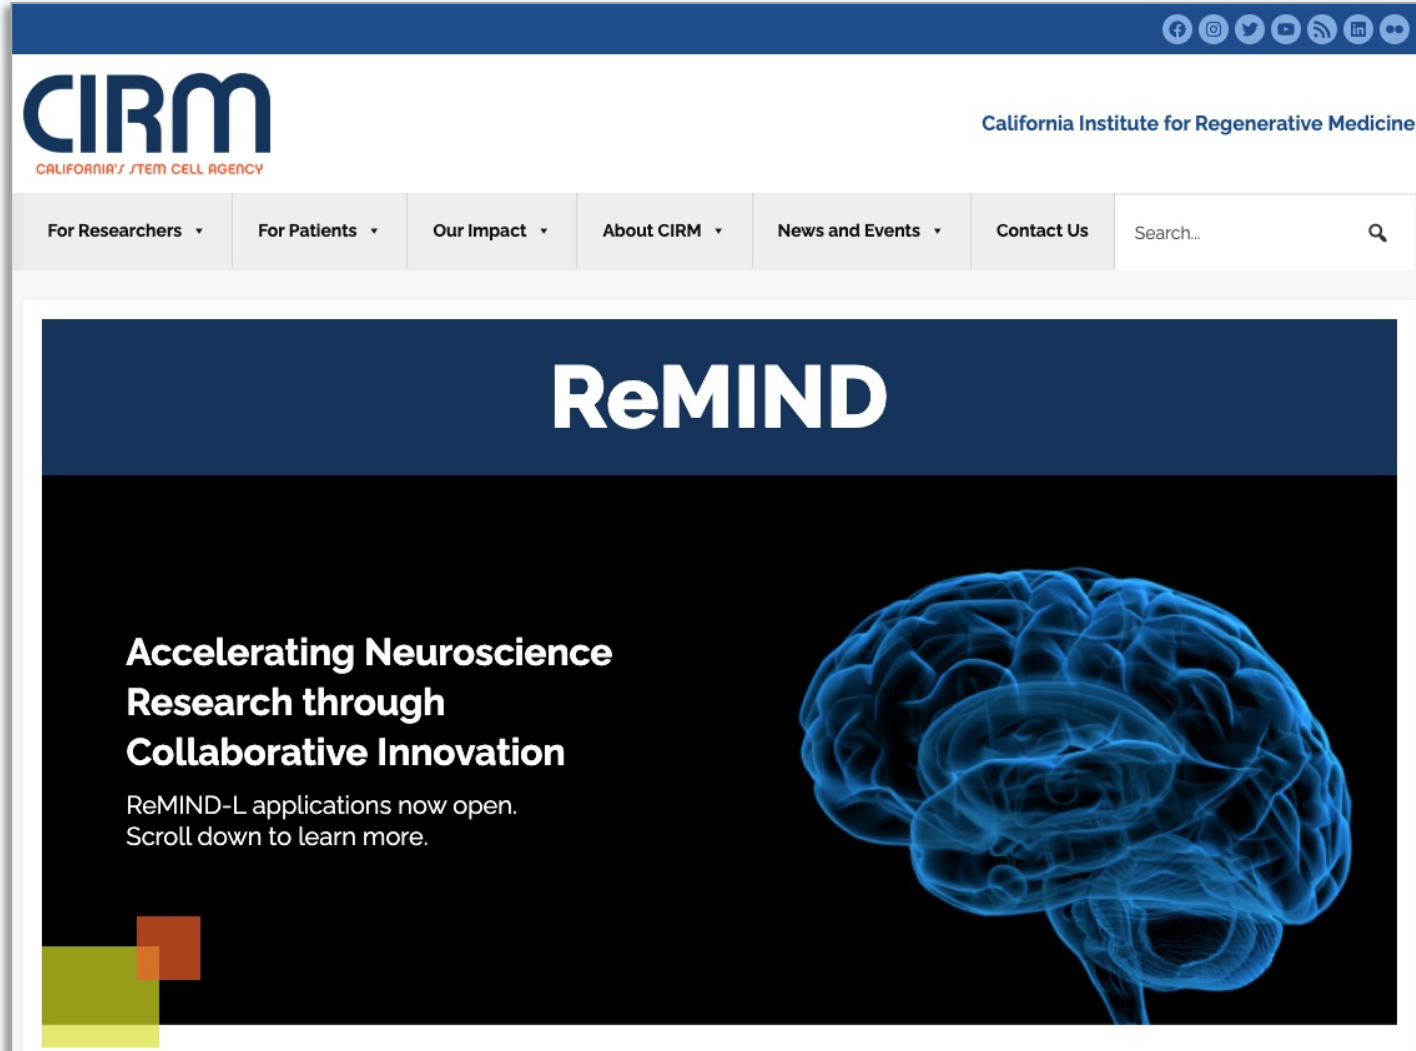 CIRM
CALIFORNIA'S STEM CELL AGENCY
California Institute for Regenerative Medicine
For Researchers
For Patients
Our Impact
About CIRM
News and Events
Contact Us
Search...
ReMIND
Accelerating Neuroscience
Research through
Collaborative Innovation
ReMIND-L applications now open.
Scroll down to learn more.